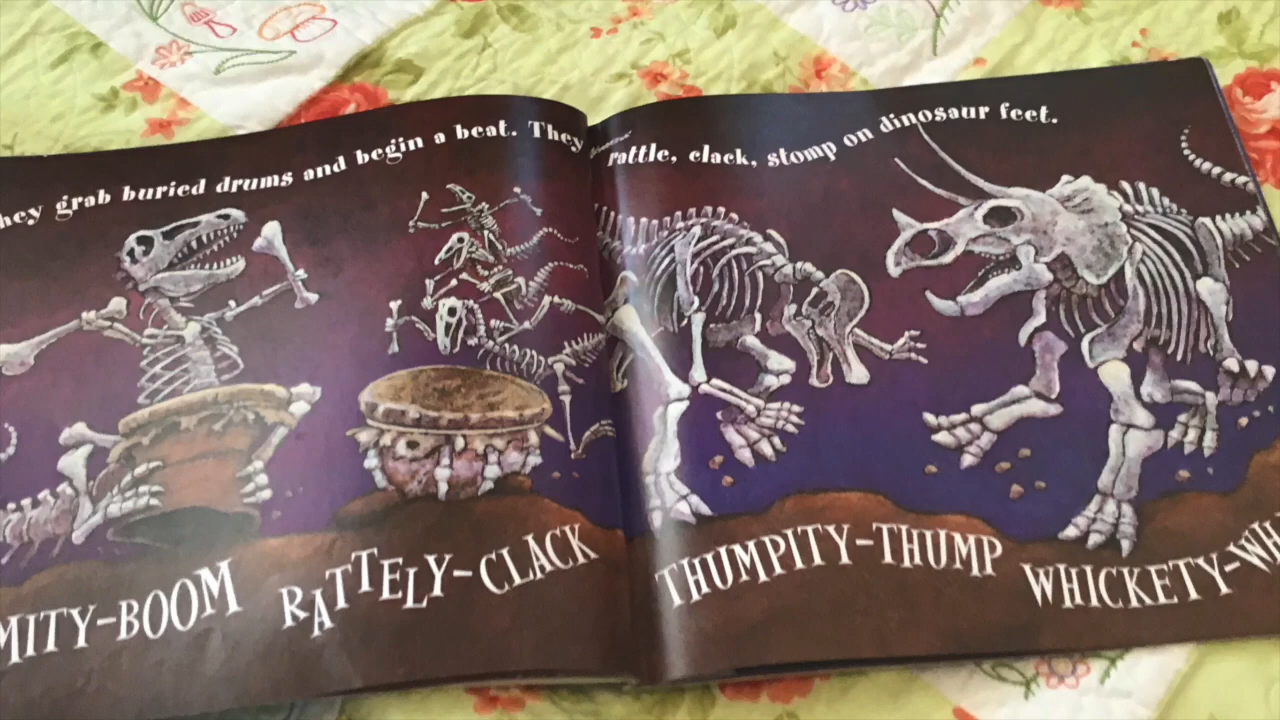 hey grab buried drums and begin a beat. They rattle, clack, stomp on dinosaur feet.
MITY-BOOM RATTELY-CLACK THUMPITY-THUMP WHICKETY-WH